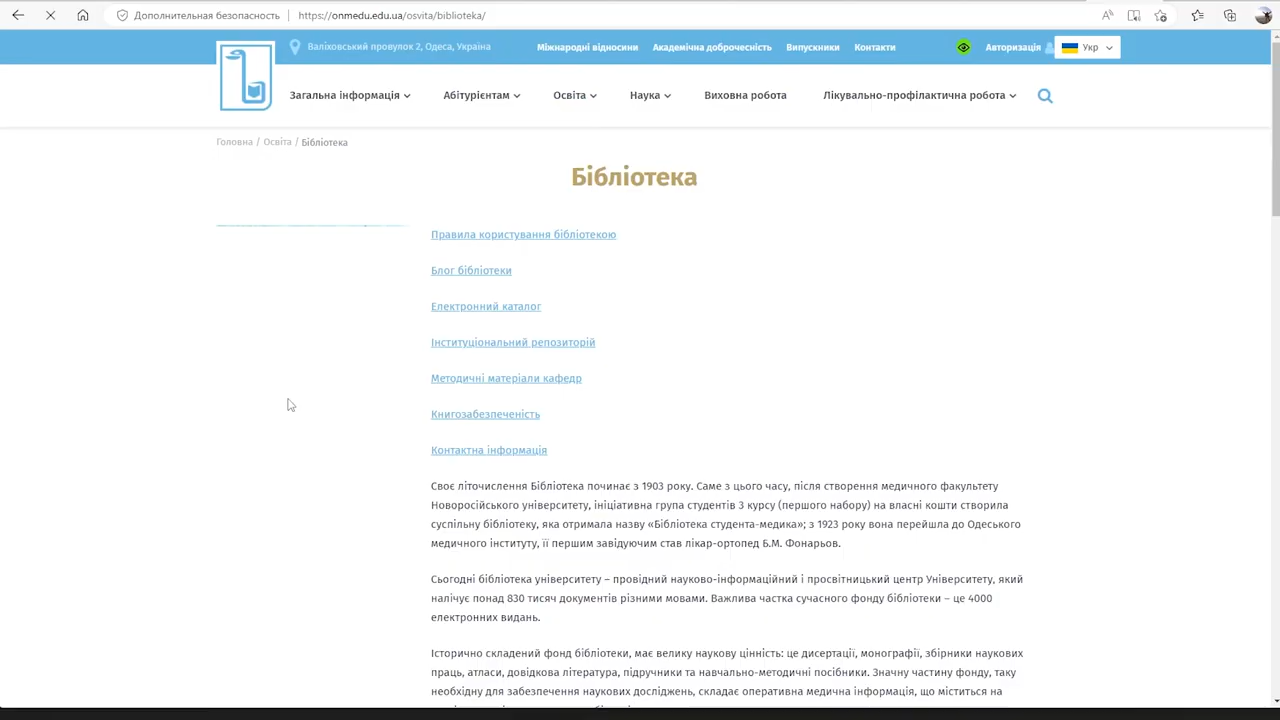 Дополнительная безопасность
https://onmedu.edu.ua/osvita/biblioteka/
Валіховський провулок 2, Одеса, Україна
Міжнародні відносини
Академічна доброчесність
Випускники
Контакти
Авторизація
Укр
Загальна інформація
Абітурієнтам
Освіта
Наука
Виховна робота
Лікувально-профілактична робота
Головна / Освіта / Бібліотека
Бібліотека
Правила користування бібліотекою
Блог бібліотеки
Електронний каталог
Інституціональний репозиторій
Методичні матеріали кафедр
Книгозабезпеченість
Контактна інформація
Своє літочислення Бібліотека починає з 1903 року. Саме з цього часу, після створення медичного факультету
Новоросійського університету, ініціативна група студентів 3 курсу (першого набору) на власні кошти створила
суспільну бібліотеку, яка отримала назву «Бібліотека студента-медика»; з 1923 року вона перейшла до Одеського
медичного інституту, її першим завідуючим став лікар-ортопед Б.М. Фонарьов.
Сьогодні бібліотека університету – провідний науково-інформаційний і просвітницький центр Університету, який
налічує понад 830 тисяч документів різними мовами. Важлива частка сучасного фонду бібліотеки – це 4000
електронних видань.
Історично складений фонд бібліотеки, має велику наукову цінність: це дисертації, монографії, збірники наукових
праць, атласи, довідкова література, підручники та навчально-методичні посібники. Значну частину фонду, таку
необхідну для забезпечення наукових досліджень, складає оперативна медична інформація, що міститься на